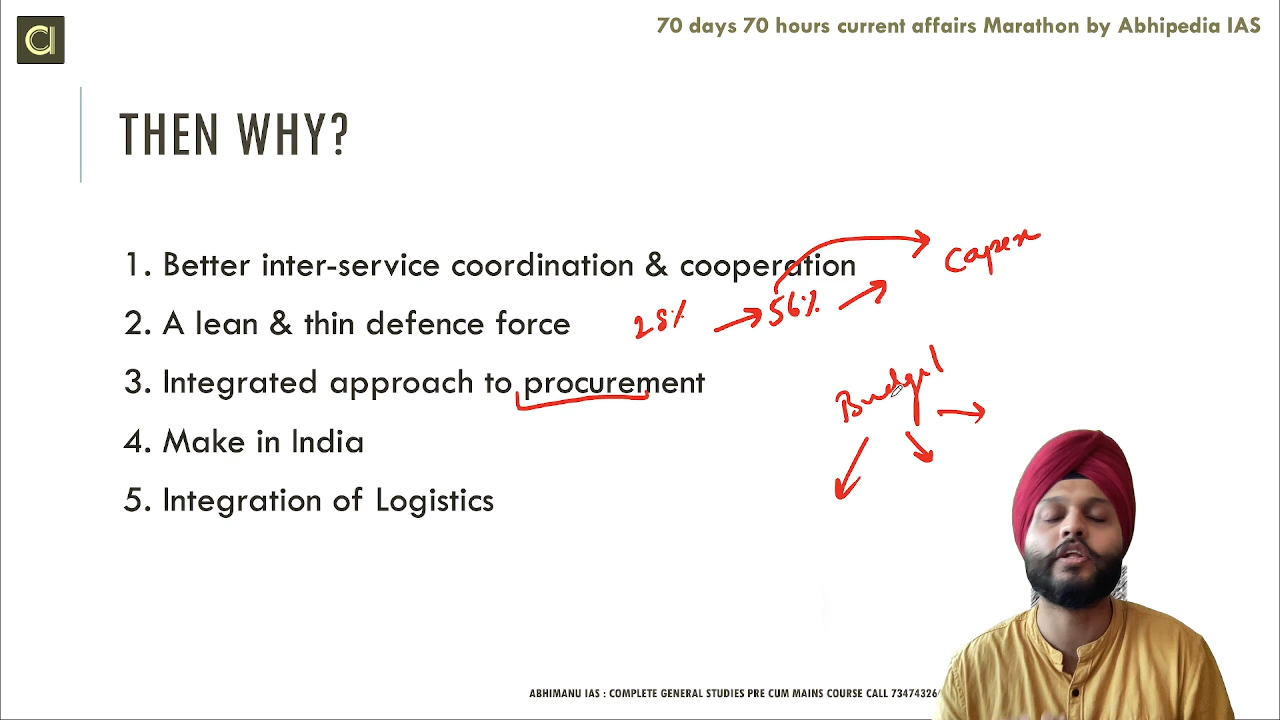 70 days 70 hours current affairs Marathon by Abhipedia IAS
THEN WHY?
1. Better inter-service coordination & cooperation
Capex
2. A lean & thin defence force
28% 56%
3. Integrated approach to procurement
Budget
4. Make in India
5. Integration of Logistics
ABHIMANU IAS : COMPLETE GENERAL STUDIES PRE CUM MAINS COURSE CALL 73474326